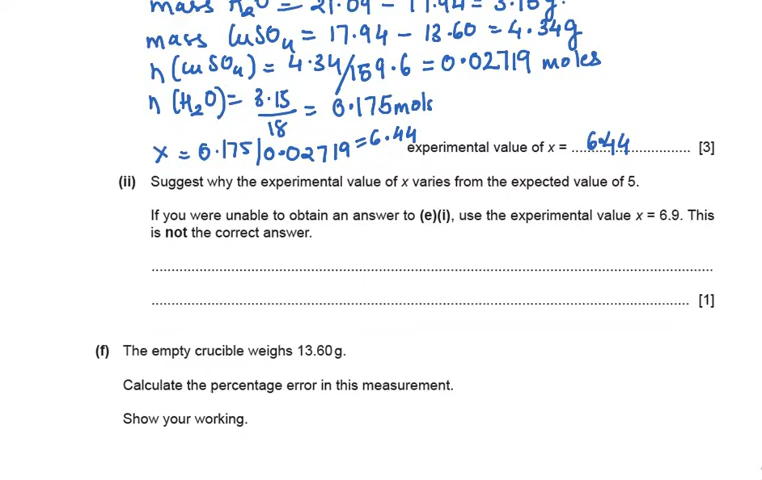 mass H₂O = 21.09 - 17.94 = 3.15g.
mass CuSO₄ = 17.94 - 13.60 = 4.34g
n(CuSO₄) = 4.34/159.6 = 0.02719 moles
n(H₂O) = 3.15/18 = 0.175 mols
x = 0.175/0.02719 = 6.44
experimental value of x = ....6.44.... [3]
(ii) Suggest why the experimental value of x varies from the expected value of 5.
If you were unable to obtain an answer to (e)(i), use the experimental value x = 6.9. This
is not the correct answer.
[1]
(f) The empty crucible weighs 13.60 g.
Calculate the percentage error in this measurement.
Show your working.